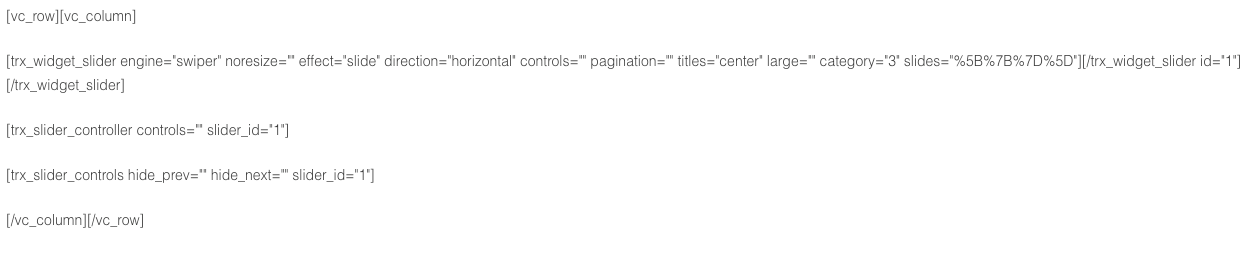 [vc_row][vc_column]
[trx_widget_slider engine="swiper" noresize="" effect="slide" direction="horizontal" controls="" pagination="" titles="center" large="" category="3" slides="%5B%7B%7D%5D"][/trx_widget_slider id="1"]
[/trx_widget_slider]
[trx_slider_controller controls="" slider_id="1"]
[trx_slider_controls hide_prev="" hide_next="" slider_id="1"]
[/vc_column][/vc_row]